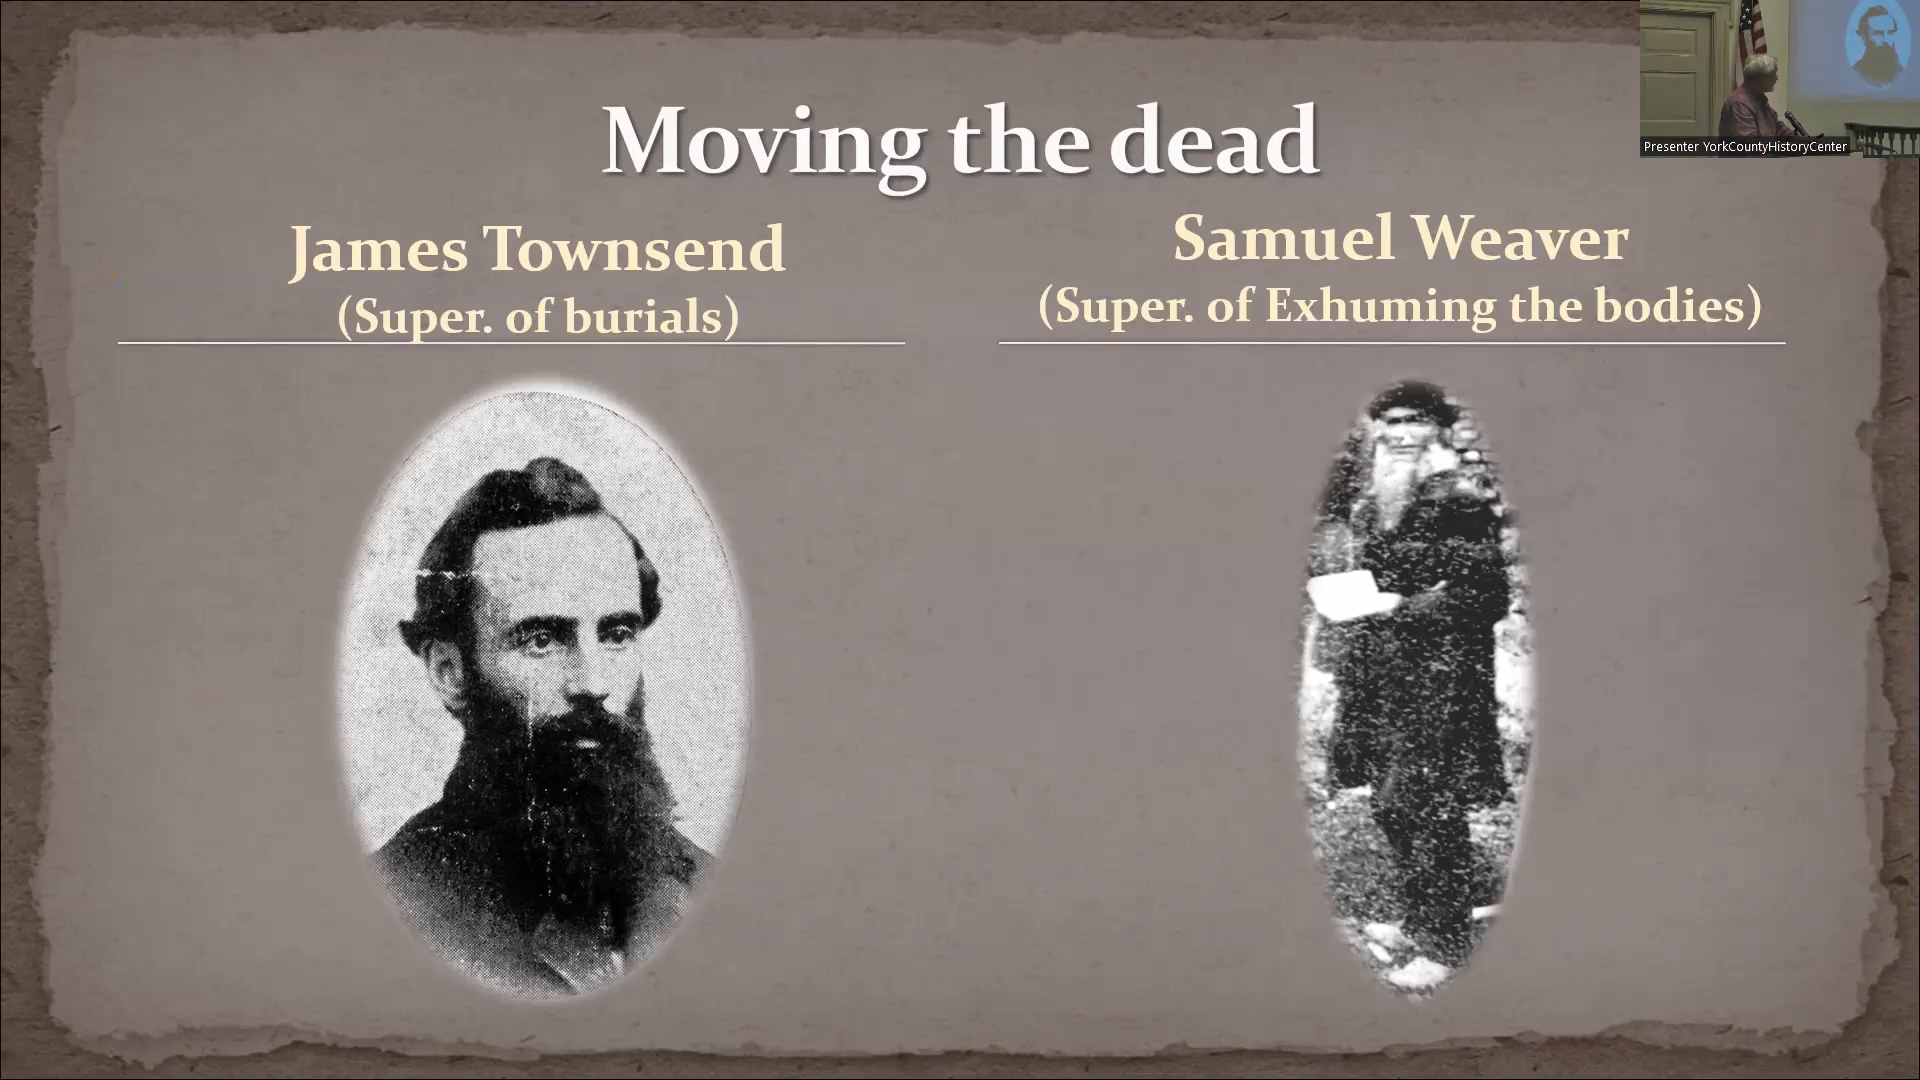 Moving the dead
James Townsend
(Super. of burials)
Samuel Weaver
(Super. of Exhuming the bodies)
Presenter YorkCountyHistoryCenter